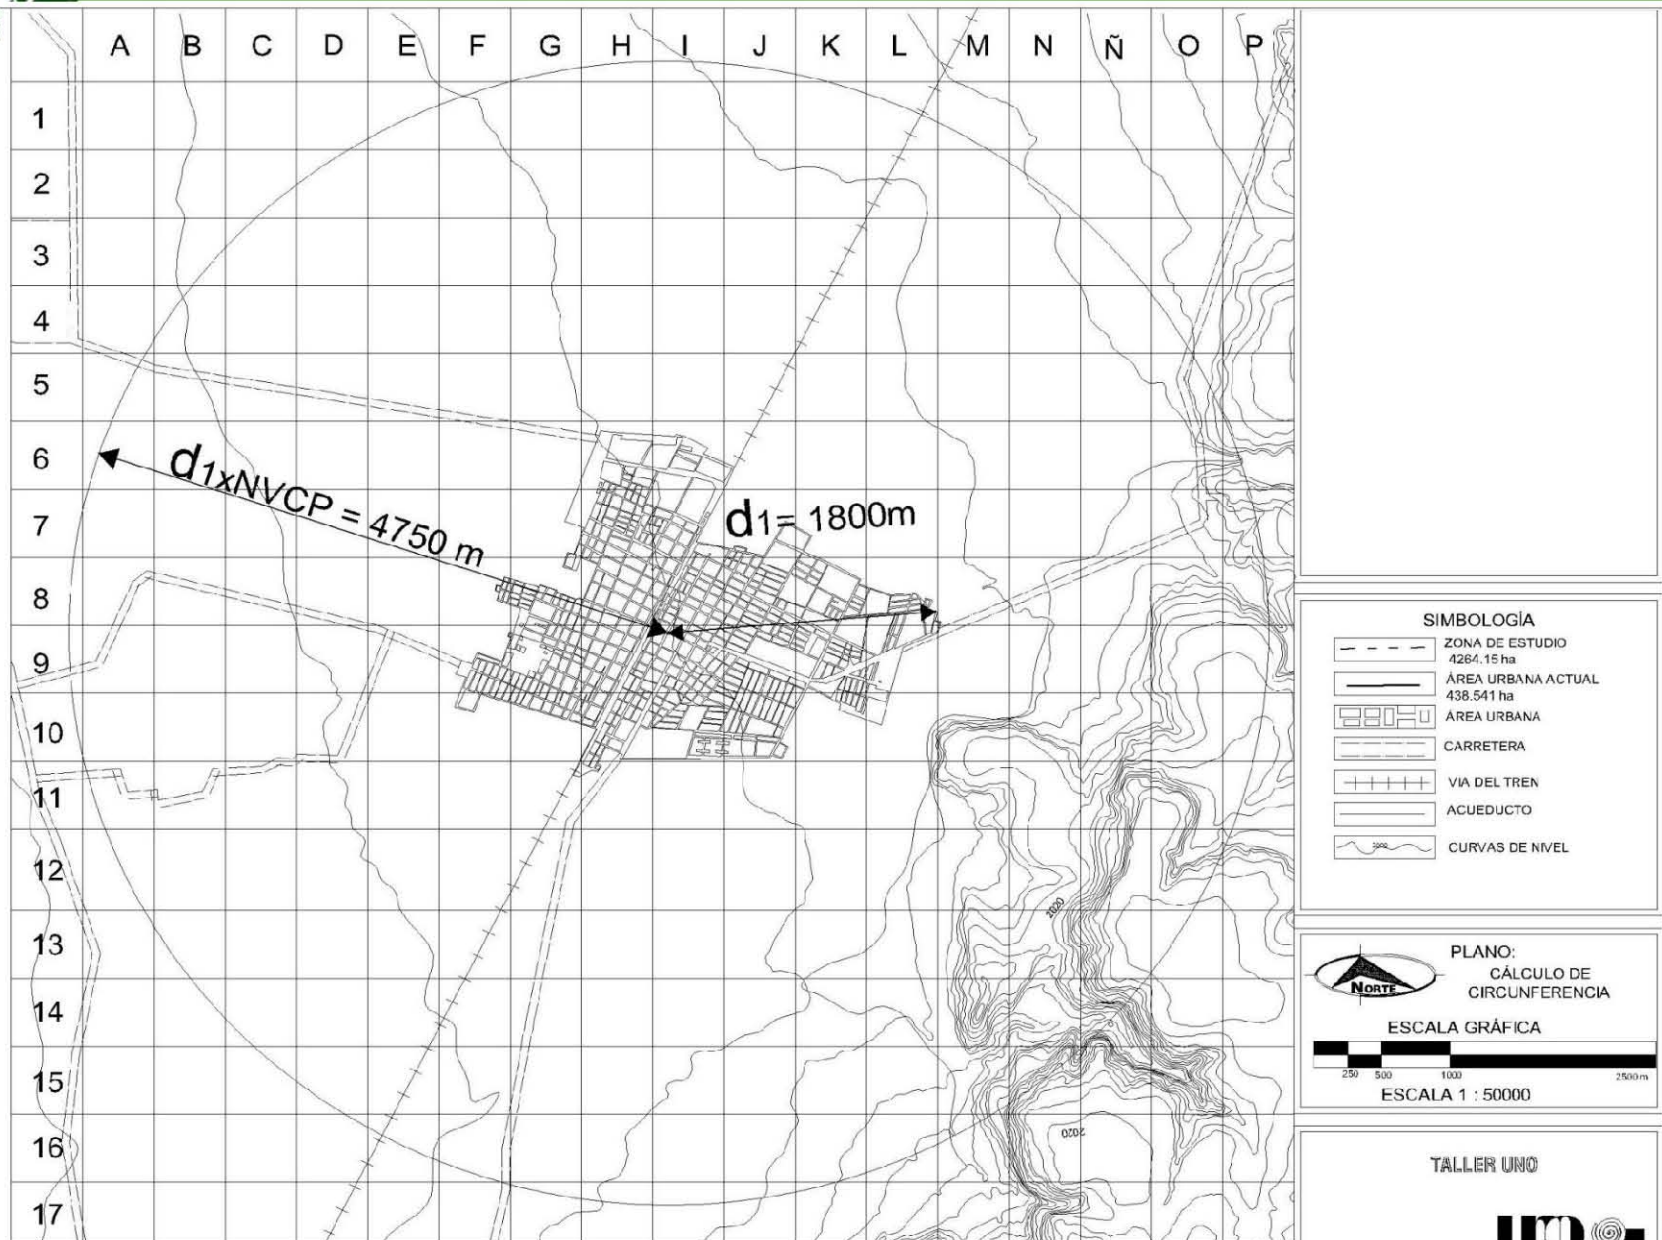 A B C D E F G H I J K L M N Ñ O P
1
2
3
4
5
6
7
8
9
10
11
12
13
14
15
16
17
d1xNVCP = 4750 m
d1= 1800m
2020
2020
SIMBOLOGÍA
ZONA DE ESTUDIO
4264.15 ha
ÁREA URBANA ACTUAL
438.541 ha
ÁREA URBANA
CARRETERA
VIA DEL TREN
ACUEDUCTO
CURVAS DE NIVEL
NORTE
PLANO:
CÁLCULO DE
CIRCUNFERENCIA
ESCALA GRÁFICA
250 500 1000 2500 m
ESCALA 1 : 50000
TALLER UNO